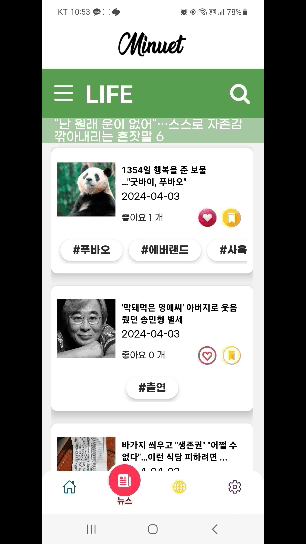 KT 10:53
78%
Minuet
LIFE
"난 원래 운이 없어"…스스로 자존감
깎아내리는 혼잣말 6
1354일 행복을 준 보물
…"굿바이, 푸바오"
2024-04-03
좋아요 1 개
#푸바오 #에버랜드 #사육
'막돼먹은 영애씨' 아버지로 웃음
줬던 송민형 별세
2024-04-03
좋아요 0 개
#출연
바가지 씌우고 "생존권" "어쩔 수
없다"…이런 식당 피하려면 …
뉴스